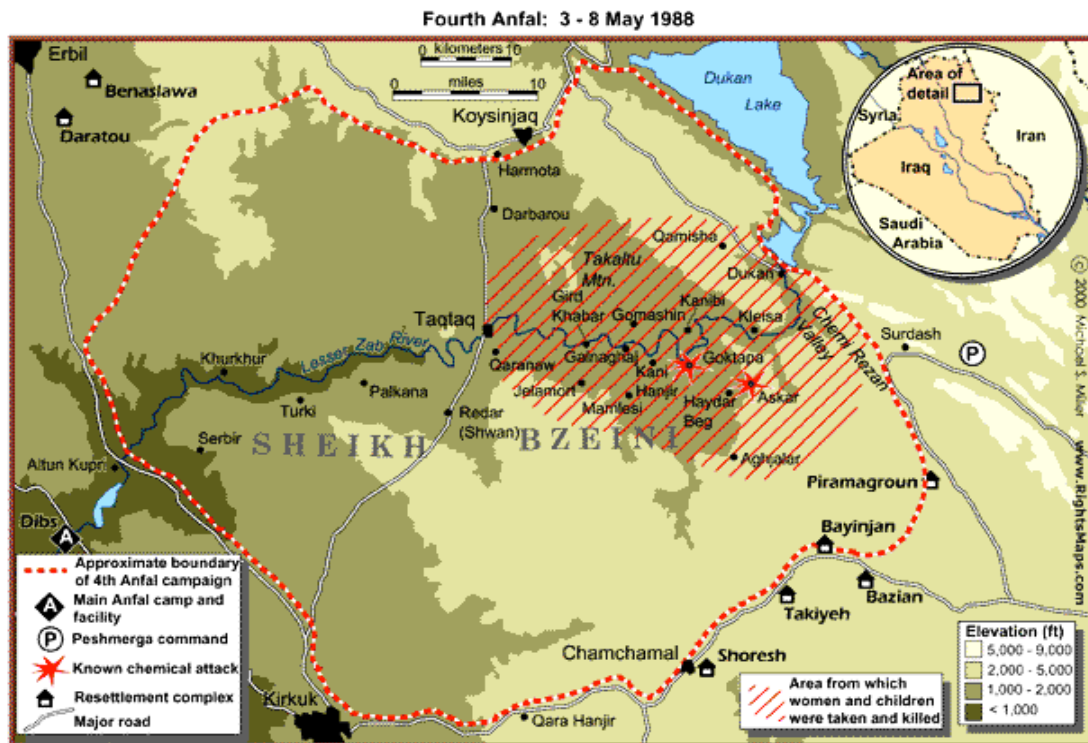 Fourth Anfal: 3 - 8 May 1988
Erbil
Benaslawa
Daratou
0 kilometers 10
0 miles 10
Koysinjaq
Harmota
Darbarou
Dukan
Lake
Area of
detail
Syria
Iran
Iraq
Saudi
Arabia
Qamisha
Takaltu
Mtn.
Dukan
Gird
Khabar
Gomashin
Kanibi
Kleisa
Chemi Rezan
Valley
Surdash
P
Taqtaq
Lesser Zab River
Khurkhur
Qaranaw
Galnaghaj
Kani
Hanjir
Goktapa
Palkana
Turki
Jelamort
Mamlesi
Haydar
Beg
Askar
Redar
(Shwan)
Serbir
SHEIKH BZEINI
Aghjalar
Altun Kupri
Piramagroun
Dibs
A
Bayinjan
Bazian
Takiyeh
Chamchamal
Shoresh
Kirkuk
Qara Hanjir
Approximate boundary
of 4th Anfal campaign
A Main Anfal camp and
facility
P Peshmerga command
Known chemical attack
Resettlement complex
Major road
Area from which
women and children
were taken and killed
Elevation (ft)
5,000 - 9,000
2,000 - 5,000
1,000 - 2,000
< 1,000
© 2000 Michael S. Miller
www.RightsMaps.com